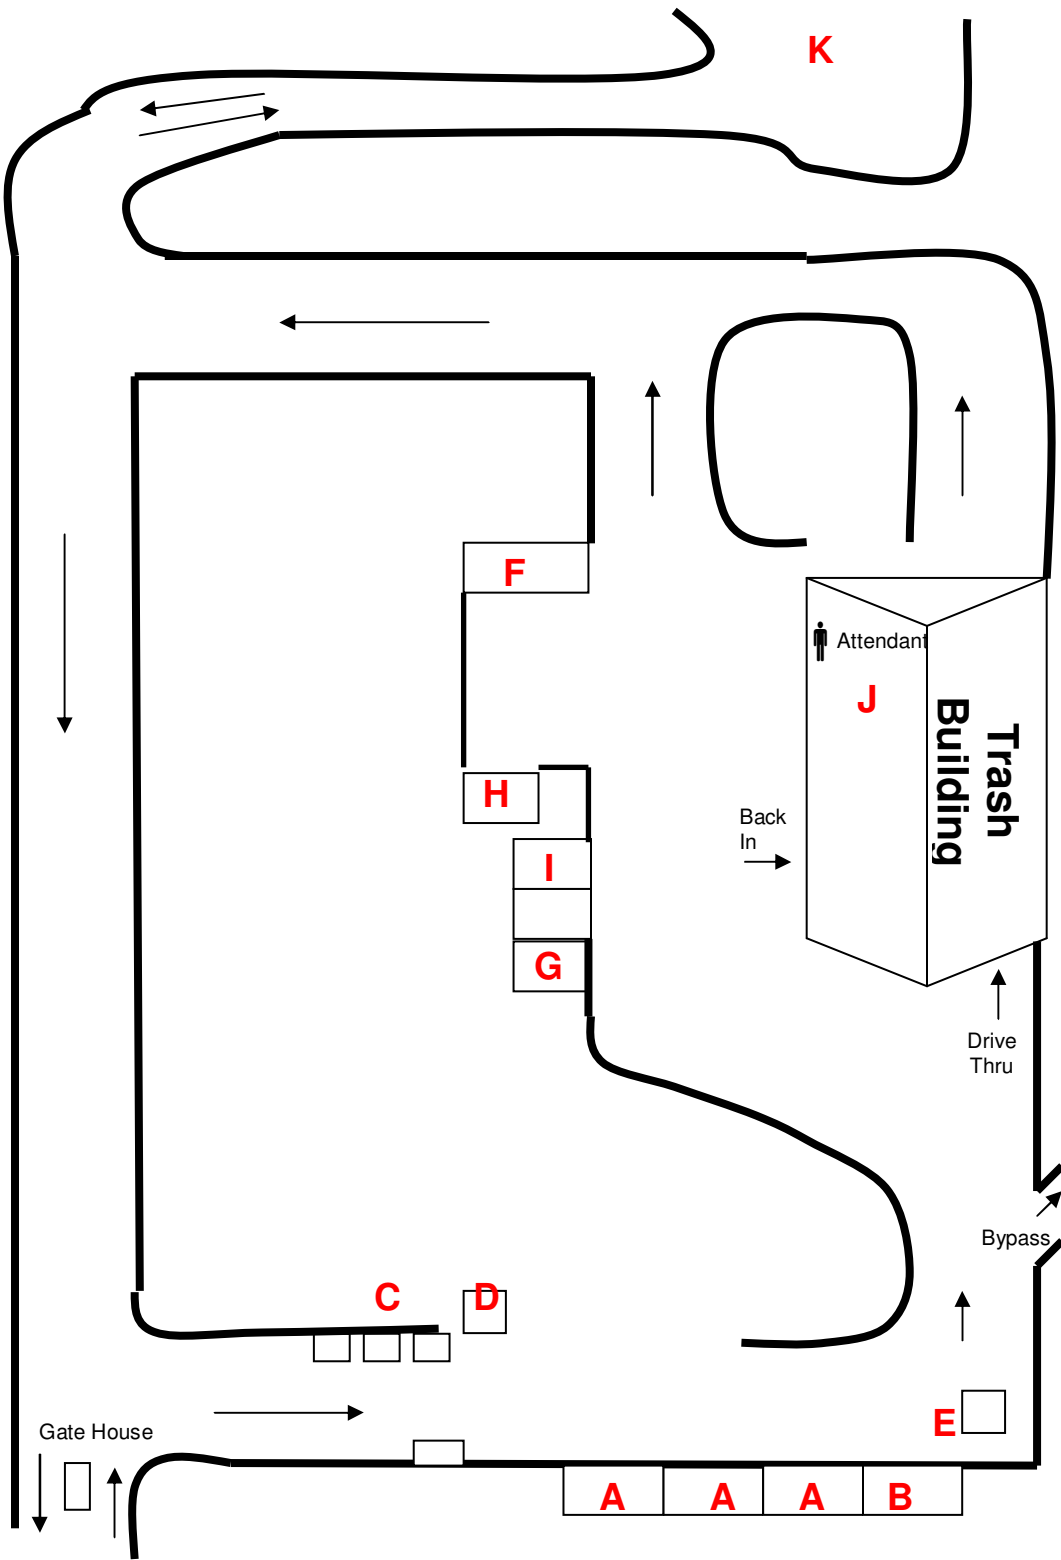 K
F
Attendant
J
Trash
Building
H
Back
In
I
G
Drive
Thru
Bypass
C
D
E
Gate House
A
A
A
B